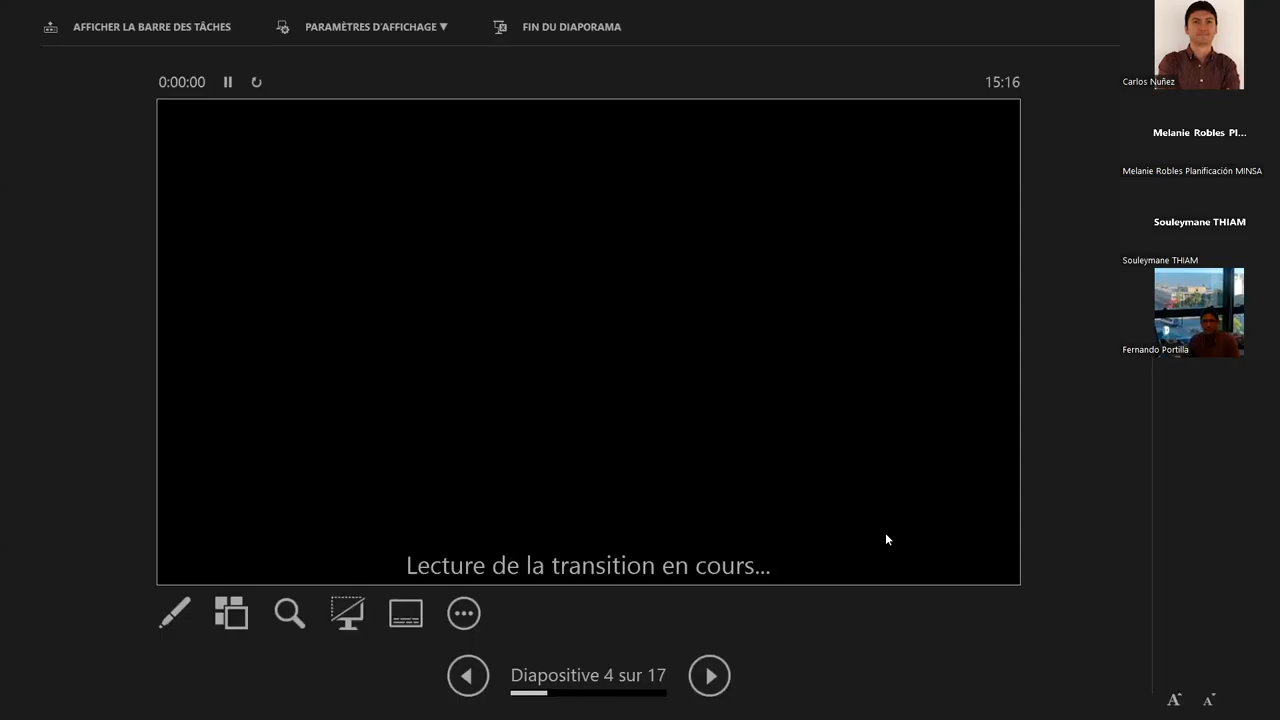 AFFICHER LA BARRE DES TÂCHES
PARAMÈTRES D'AFFICHAGE ▼
FIN DU DIAPORAMA
0:00:00
15:16
Lecture de la transition en cours...
Diapositive 4 sur 17
Carlos Nuñez
Melanie Robles Pl...
Melanie Robles Planificación MINSA
Souleymane THIAM
Souleymane THIAM
Fernando Portilla
A
A